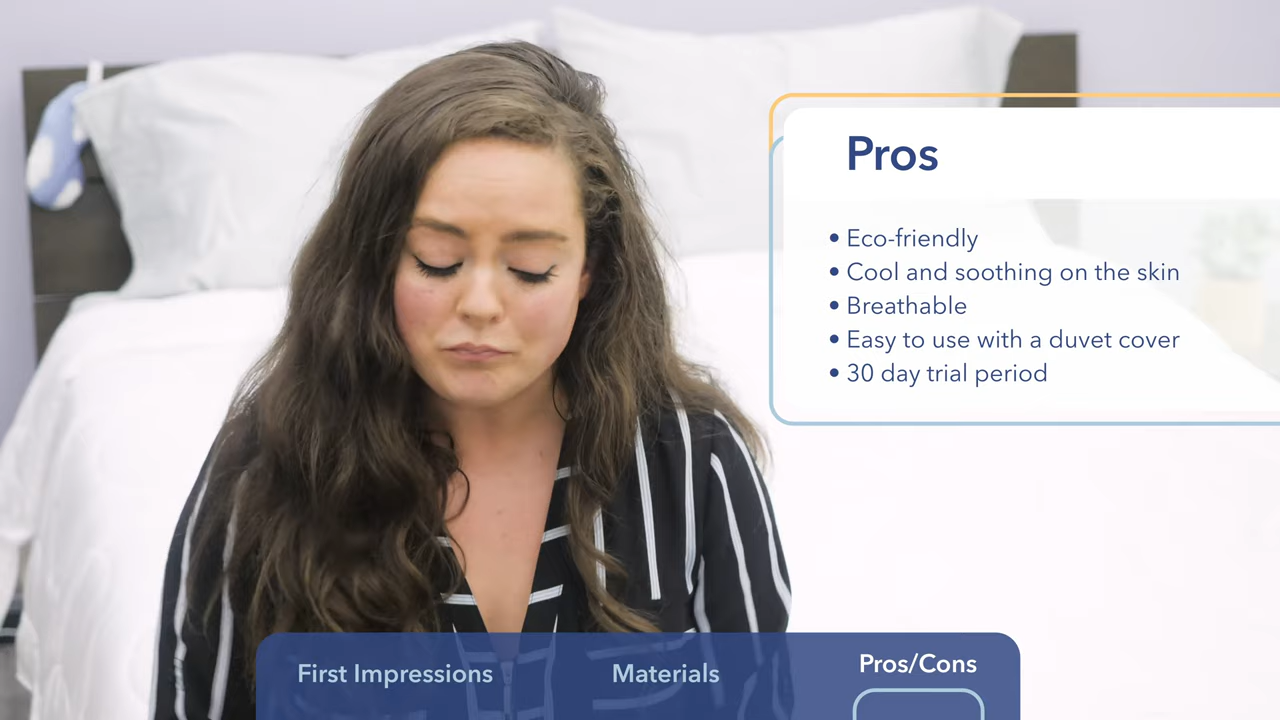 Pros
• Eco-friendly
• Cool and soothing on the skin
• Breathable
• Easy to use with a duvet cover
• 30 day trial period
First Impressions
Materials
Pros/Cons